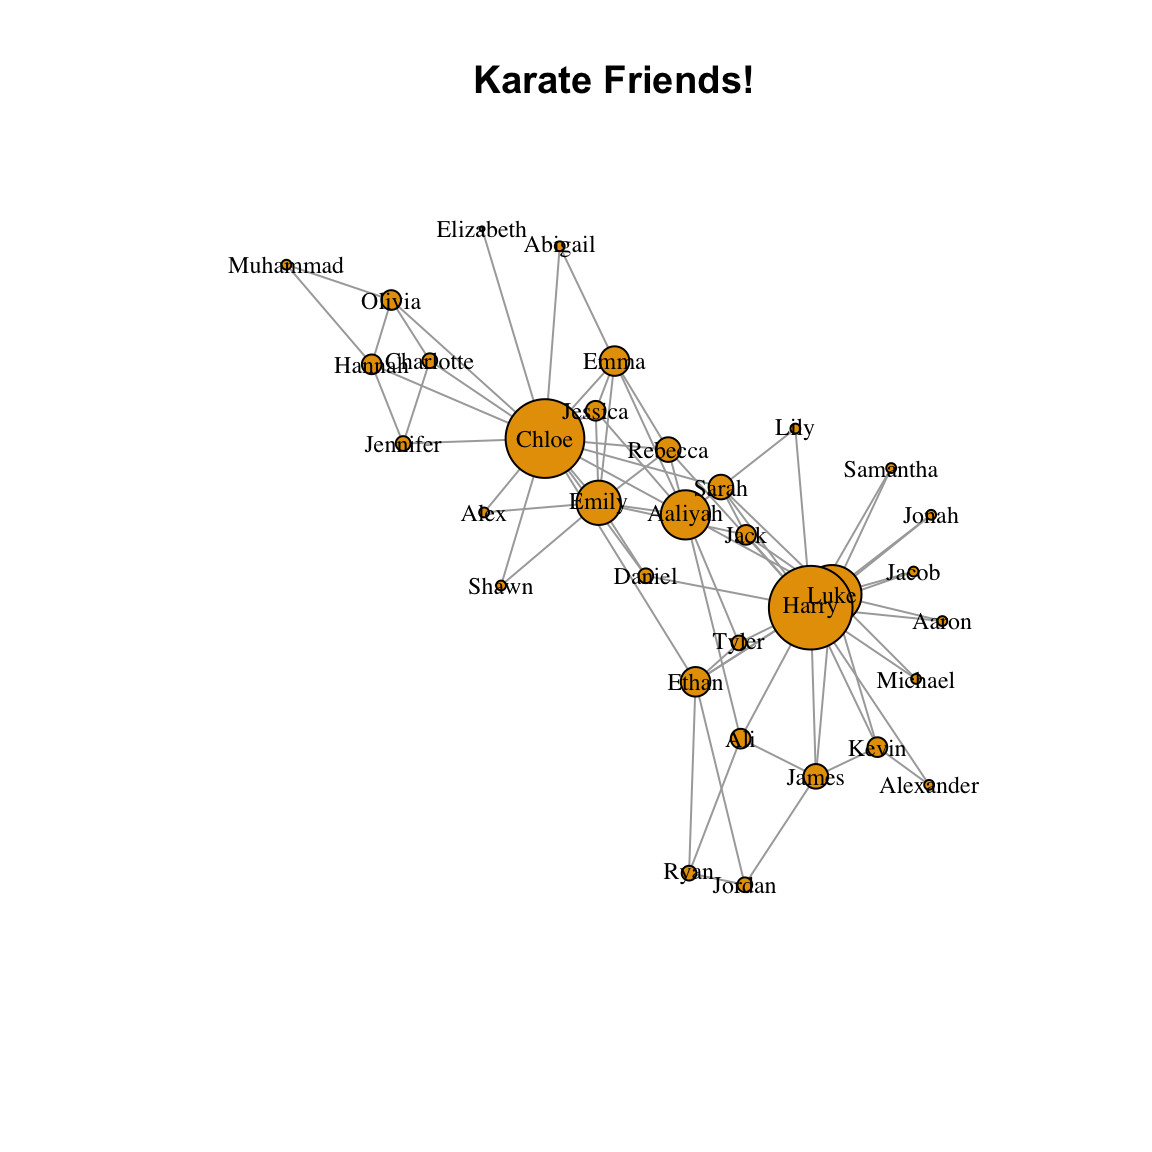 Karate Friends!
Elizabeth
Abigail
Muhammad
Olivia
Hannah
Charlotte
Emma
Jessica
Chloe
Jennifer
Rebecca
Lily
Samantha
Sarah
Emily
Aaliyah
Alex
Jonah
Jack
Jacob
Daniel
Shawn
Luke
Harry
Aaron
Tyler
Ethan
Michael
Ali
Kevin
James
Alexander
Ryan
Jordan